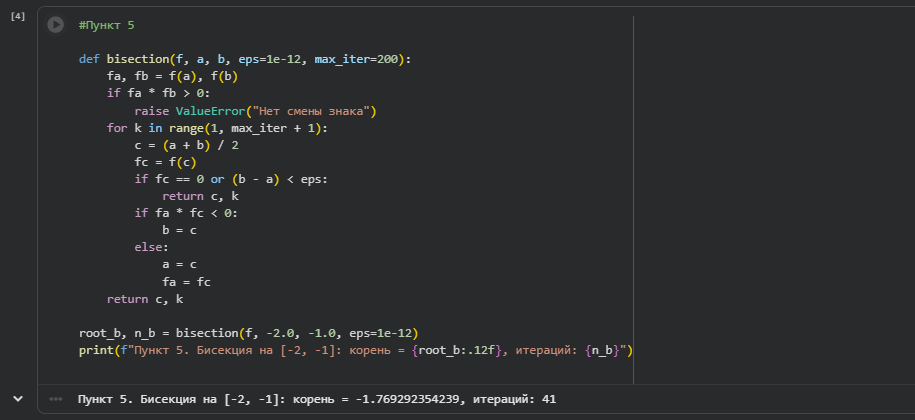 [4]
#Пункт 5
def bisection(f, a, b, eps=1e-12, max_iter=200):
    fa, fb = f(a), f(b)
    if fa * fb > 0:
        raise ValueError("Нет смены знака")
    for k in range(1, max_iter + 1):
        c = (a + b) / 2
        fc = f(c)
        if fc == 0 or (b - a) < eps:
            return c, k
        if fa * fc < 0:
            b = c
        else:
            a = c
            fa = fc
    return c, k
root_b, n_b = bisection(f, -2.0, -1.0, eps=1e-12)
print(f"Пункт 5. Бисекция на [-2, -1]: корень = {root_b:.12f}, итераций: {n_b}")
Пункт 5. Бисекция на [-2, -1]: корень = -1.769292354239, итераций: 41